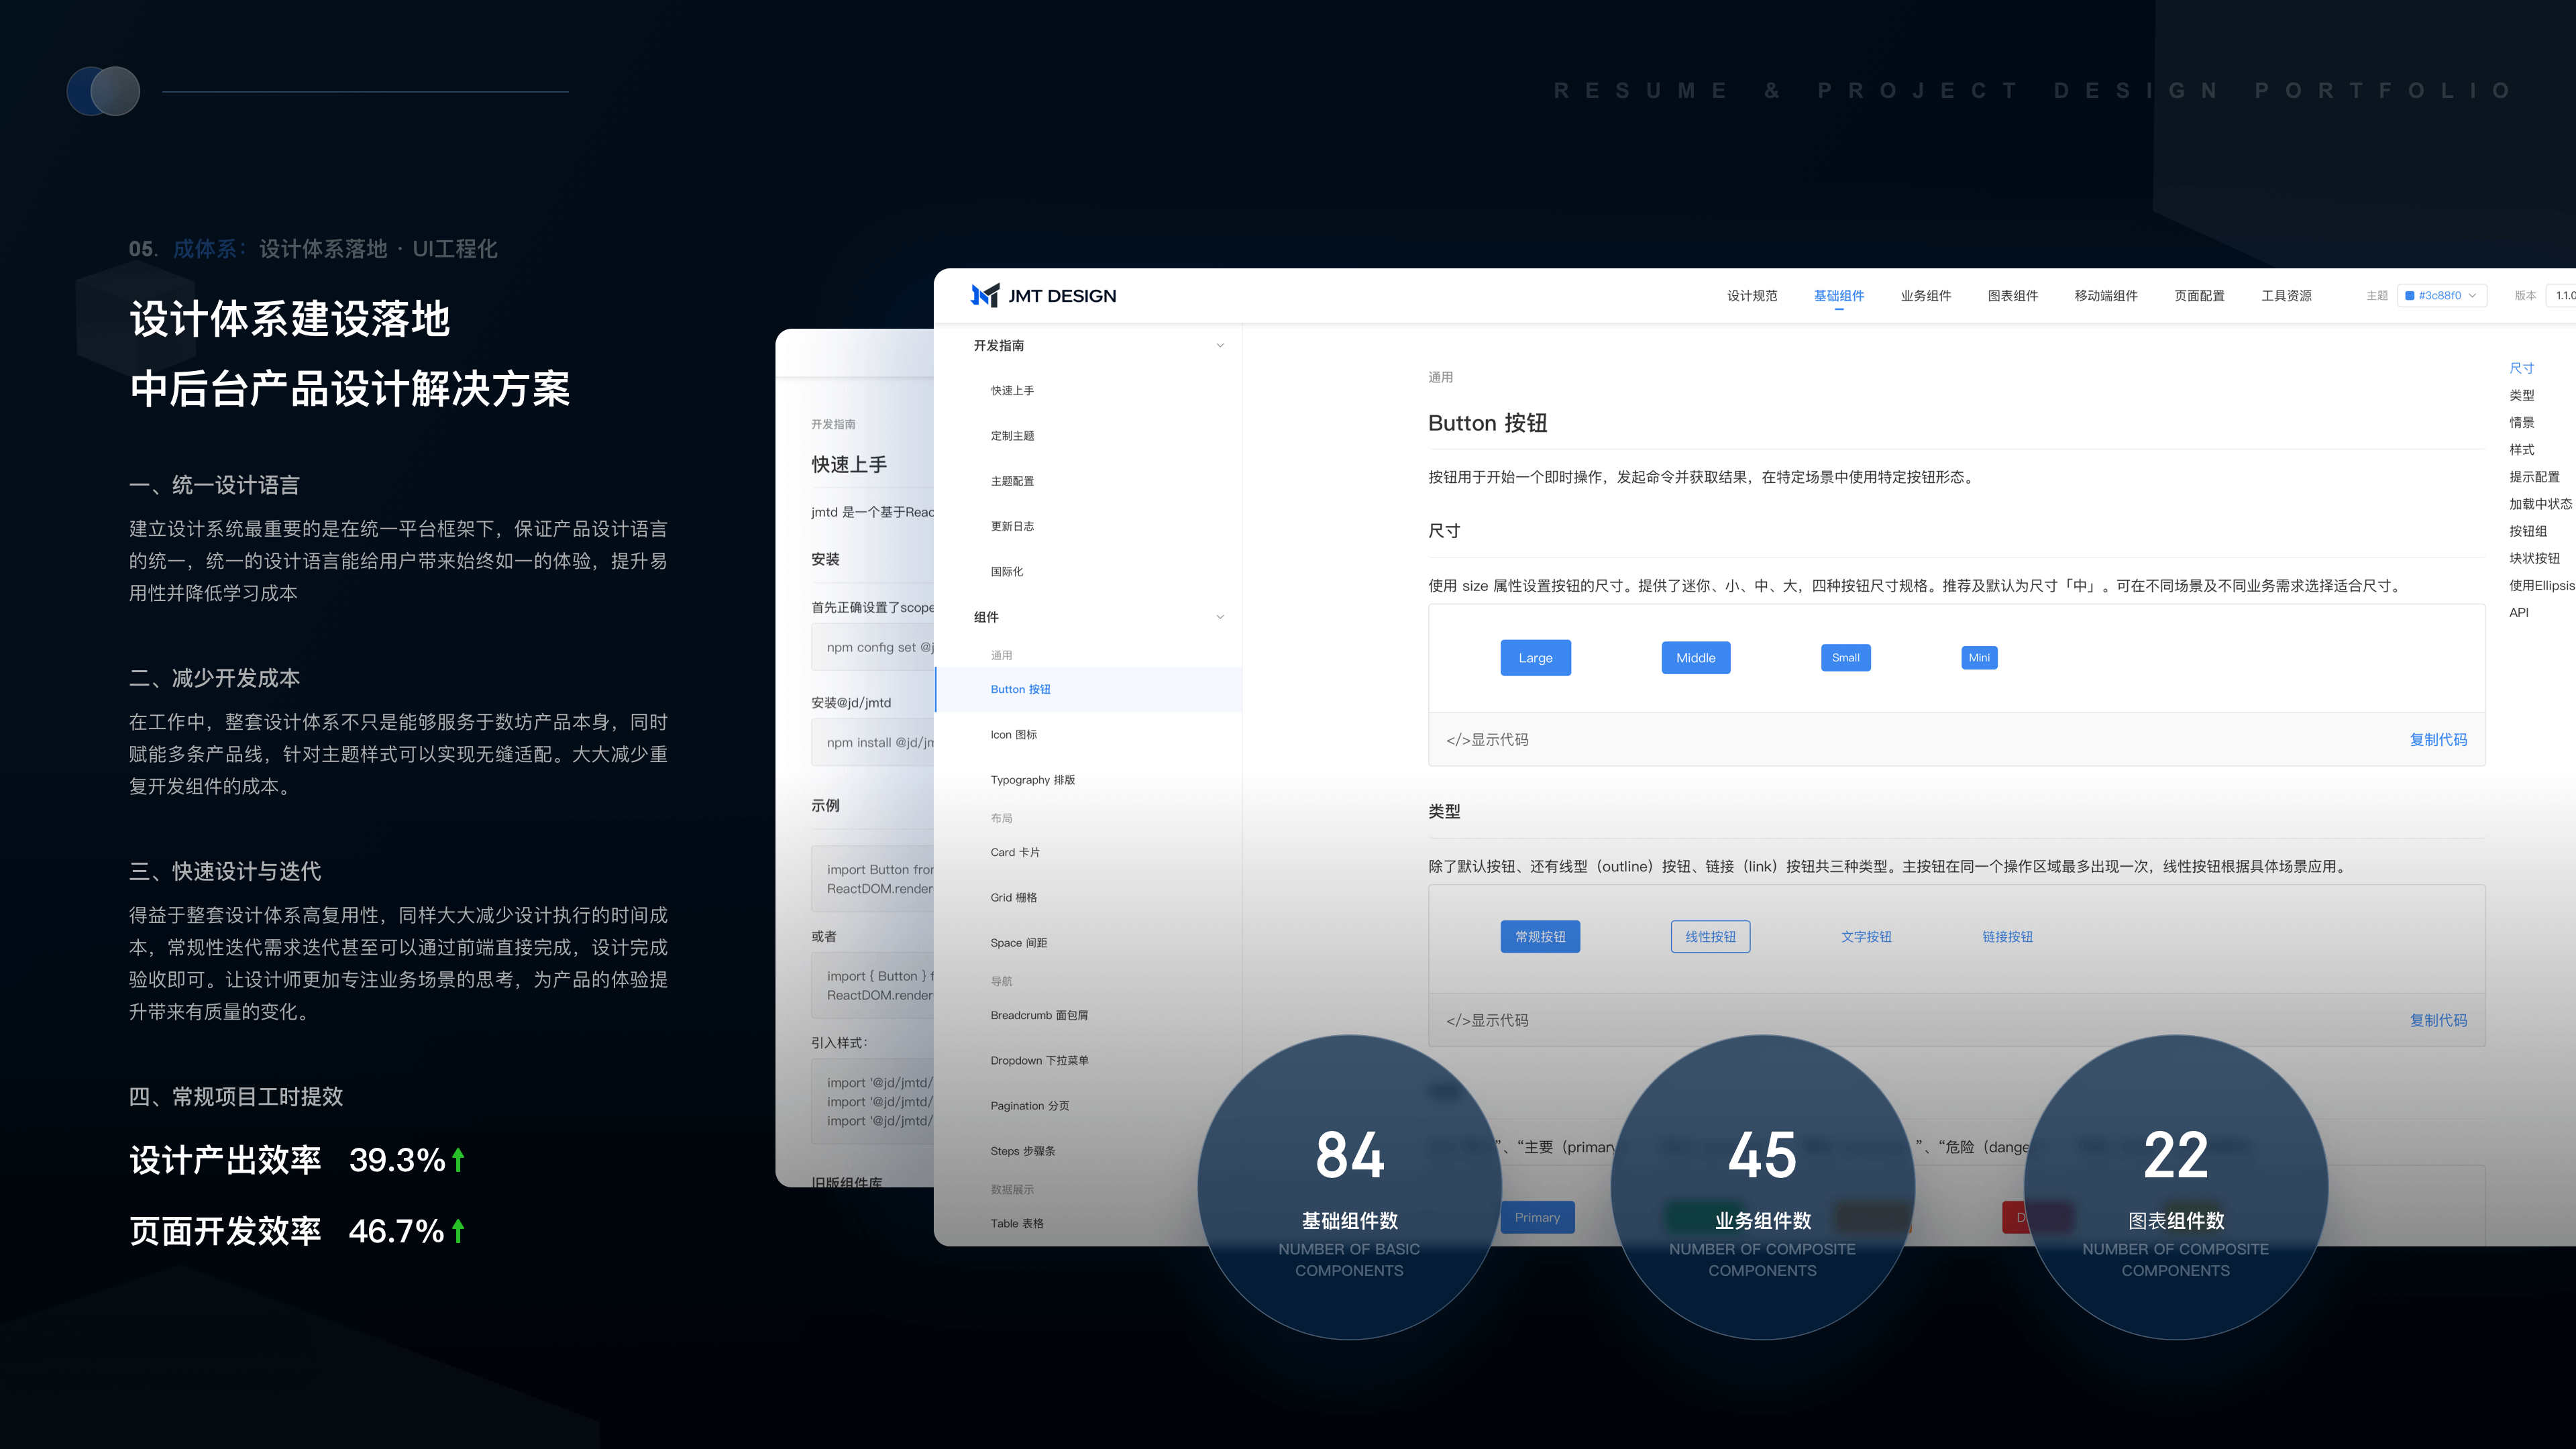 RESUME & PROJECT DESIGN PORTFOLIO
05. 成体系：设计体系落地 · UI工程化
设计体系建设落地
中后台产品设计解决方案
一、统一设计语言
建立设计系统最重要的是在统一平台框架下，保证产品设计语言
的统一，统一的设计语言能给用户带来始终如一的体验，提升易
用性并降低学习成本
二、减少开发成本
在工作中，整套设计体系不只是能够服务于数坊产品本身，同时
赋能多条产品线，针对主题样式可以实现无缝适配。大大减少重
复开发组件的成本。
三、快速设计与迭代
得益于整套设计体系高复用性，同样大大减少设计执行的时间成
本，常规性迭代需求迭代甚至可以通过前端直接完成，设计完成
验收即可。让设计师更加专注业务场景的思考，为产品的体验提
升带来有质量的变化。
四、常规项目工时提效
设计产出效率 39.3%
页面开发效率 46.7%
开发指南
快速上手
jmtd 是一个基于Reac
安装
首先正确设置了scope
npm config set @j
安装@jd/jmtd
npm install @jd/jm
示例
import Button from
ReactDOM.render
或者
import { Button } f
ReactDOM.render
引入样式：
import '@jd/jmtd/
import '@jd/jmtd/
import '@jd/jmtd/
旧版组件库
JMT DESIGN
设计规范 基础组件 业务组件 图表组件 移动端组件 页面配置 工具资源 主题 #3c88f0 版本 1.1.0
开发指南
快速上手
定制主题
主题配置
更新日志
国际化
组件
通用
Button 按钮
Icon 图标
Typography 排版
布局
Card 卡片
Grid 栅格
Space 间距
导航
Breadcrumb 面包屑
Dropdown 下拉菜单
Pagination 分页
Steps 步骤条
数据展示
Table 表格
通用
Button 按钮
按钮用于开始一个即时操作，发起命令并获取结果，在特定场景中使用特定按钮形态。
尺寸
使用 size 属性设置按钮的尺寸。提供了迷你、小、中、大，四种按钮尺寸规格。推荐及默认为尺寸「中」。可在不同场景及不同业务需求选择适合尺寸。
Large Middle Small Mini
</>显示代码 复制代码
类型
除了默认按钮、还有线型（outline）按钮、链接（link）按钮共三种类型。主按钮在同一个操作区域最多出现一次，线性按钮根据具体场景应用。
常规按钮 线性按钮 文字按钮 链接按钮
</>显示代码 复制代码
”、“主要（primary ”、“危险（dange
Primary D
尺寸
类型
情景
样式
提示配置
加载中状态
按钮组
块状按钮
使用Ellipsis
API
84
基础组件数
NUMBER OF BASIC
COMPONENTS
45
业务组件数
NUMBER OF COMPOSITE
COMPONENTS
22
图表组件数
NUMBER OF COMPOSITE
COMPONENTS